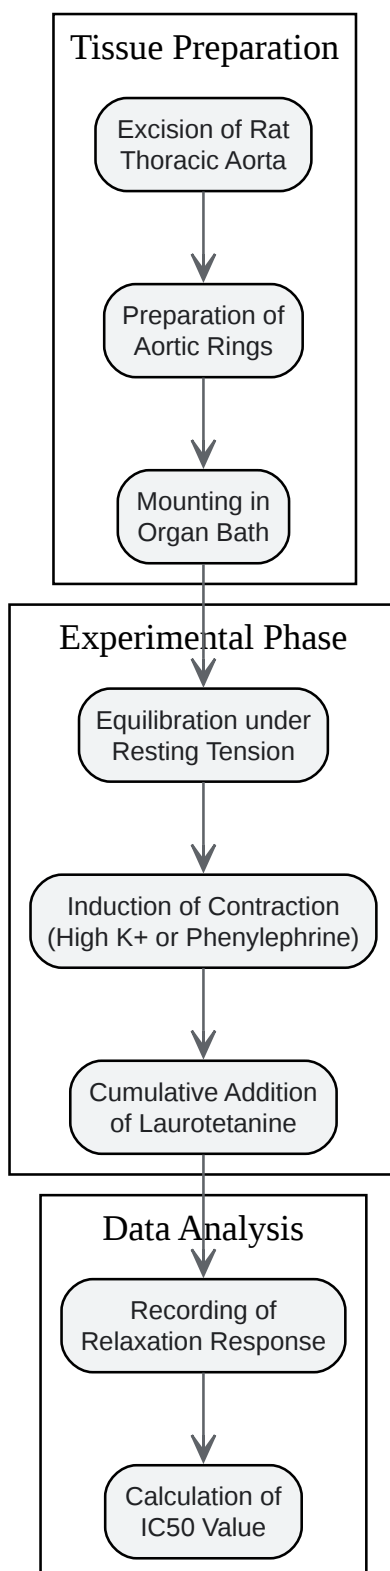 Tissue Preparation
Excision of Rat
Thoracic Aorta
Preparation of
Aortic Rings
Mounting in
Organ Bath
Experimental Phase
Equilibration under
Resting Tension
Induction of Contraction
(High K+ or Phenylephrine)
Cumulative Addition
of Laurotetanine
Data Analysis
Recording of
Relaxation Response
Calculation of
IC50 Value